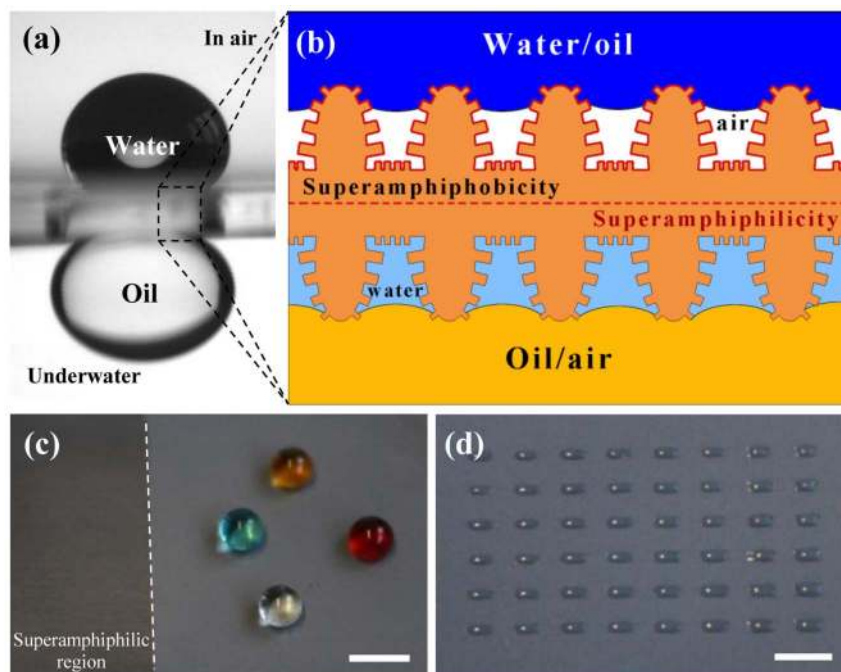 (a)
In air
Water
Oil
Underwater
(b)
Water/oil
air
Superamphiphobicity
Superamphiphilicity
water
Oil/air
(c)
Superamphiphilic
region
(d)